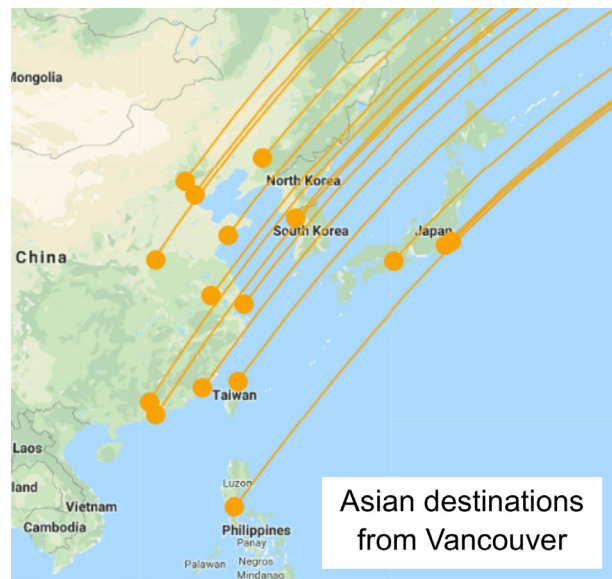 Mongolia
North Korea
South Korea
Japan
China
Taiwan
Laos
land
Vietnam
Cambodia
Luzon
Philippines
Panay
Palawan
Negros
Mindanao
Asian destinations
from Vancouver